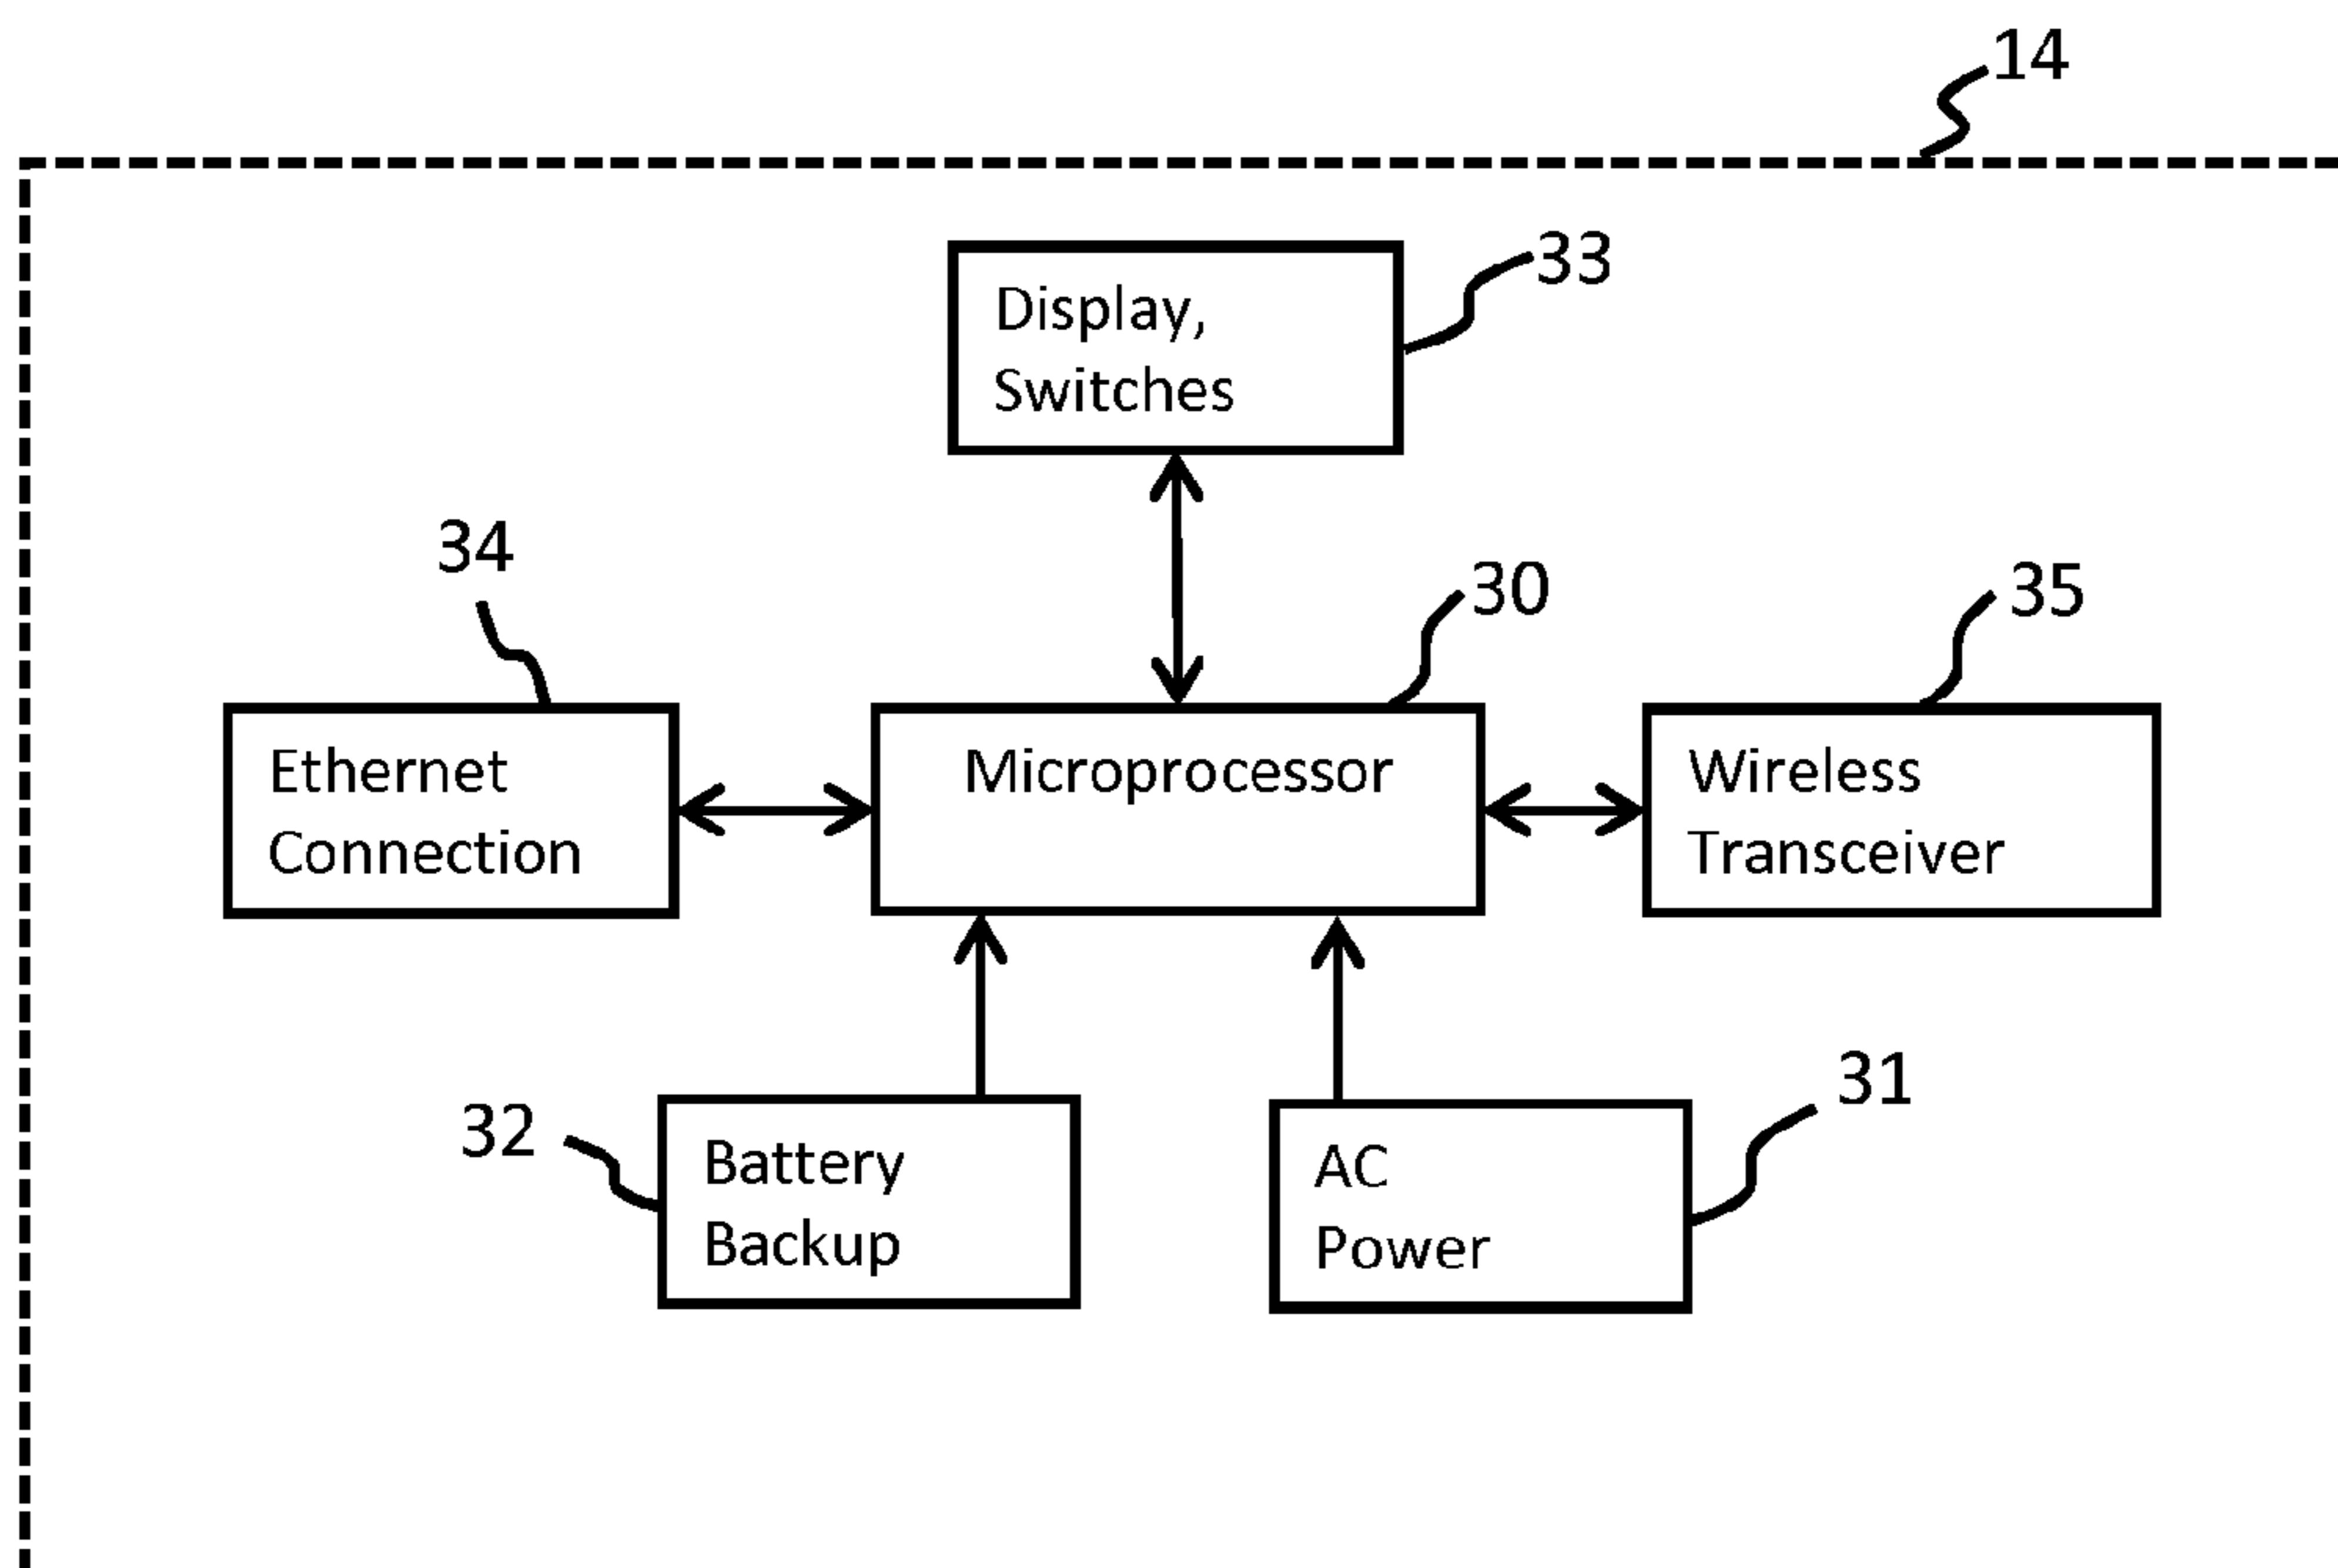 14
33
Display,
Switches
34
30
35
Ethernet
Connection
Microprocessor
Wireless
Transceiver
32
Battery
Backup
31
AC
Power